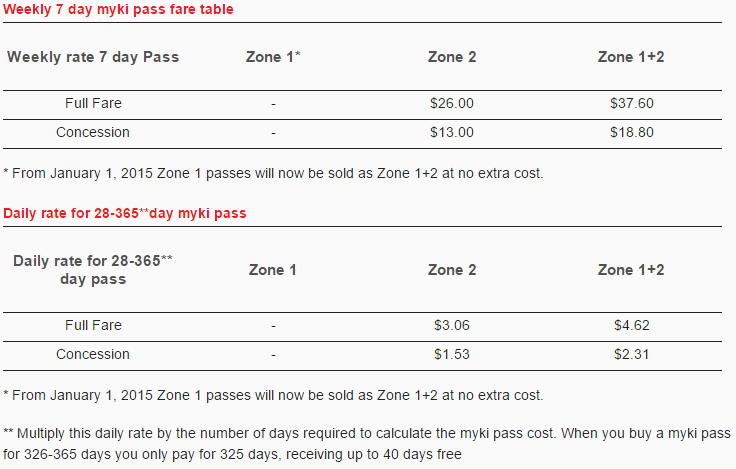 Weekly 7 day myki pass fare table
Weekly rate 7 day Pass Zone 1* Zone 2 Zone 1+2
Full Fare - $26.00 $37.60
Concession - $13.00 $18.80
* From January 1, 2015 Zone 1 passes will now be sold as Zone 1+2 at no extra cost.
Daily rate for 28-365**day myki pass
Daily rate for 28-365**
day pass Zone 1 Zone 2 Zone 1+2
Full Fare - $3.06 $4.62
Concession - $1.53 $2.31
* From January 1, 2015 Zone 1 passes will now be sold as Zone 1+2 at no extra cost.
** Multiply this daily rate by the number of days required to calculate the myki pass cost. When you buy a myki pass
for 326-365 days you only pay for 325 days, receiving up to 40 days free